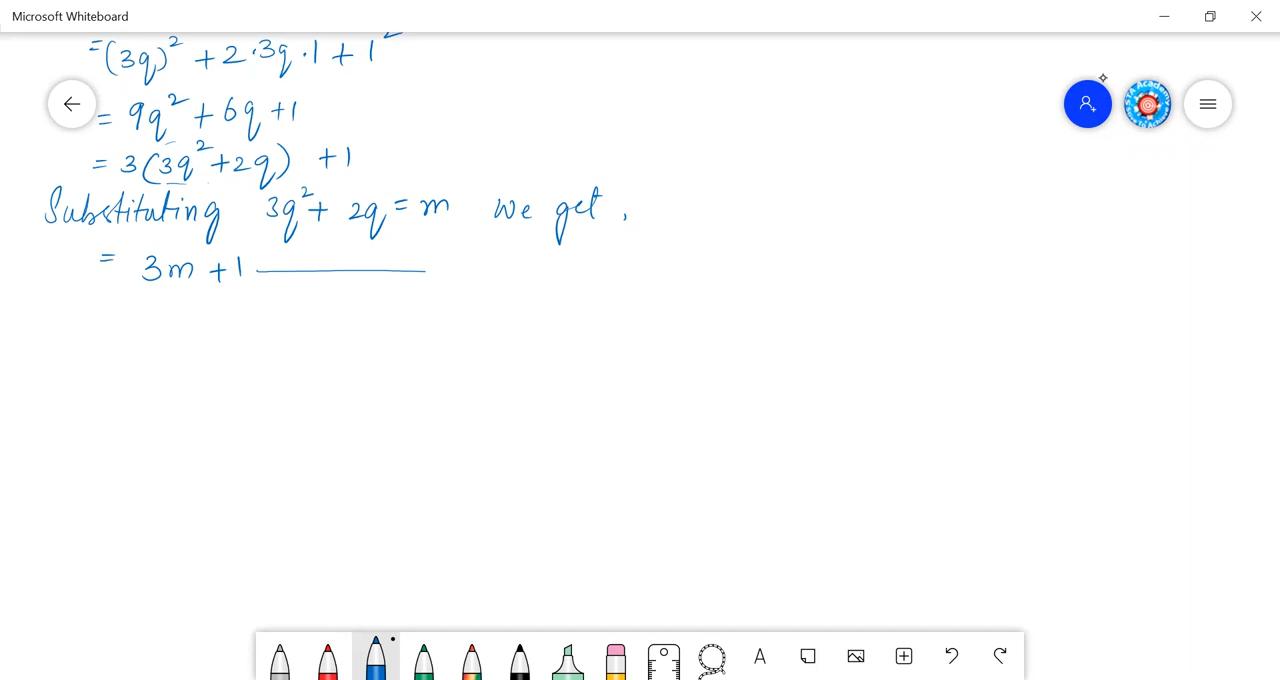 Microsoft Whiteboard
=(3q)² + 2·3q·1 + 1²
= 9q² + 6q +1
= 3(3q²+2q) +1
Substituting 3q²+ 2q = m we get,
= 3m +1
A